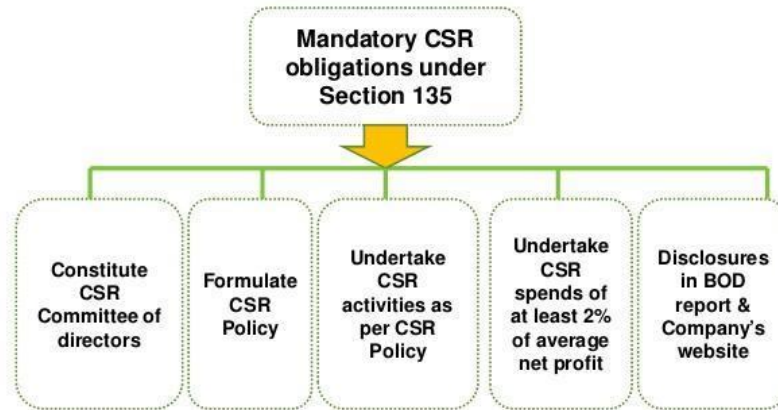 Mandatory CSR
obligations under
Section 135
Constitute
CSR
Committee of
directors
Formulate
CSR
Policy
Undertake
CSR
activities as
per CSR
Policy
Undertake
CSR
spends of
at least 2%
of average
net profit
Disclosures
in BOD
report &
Company's
website